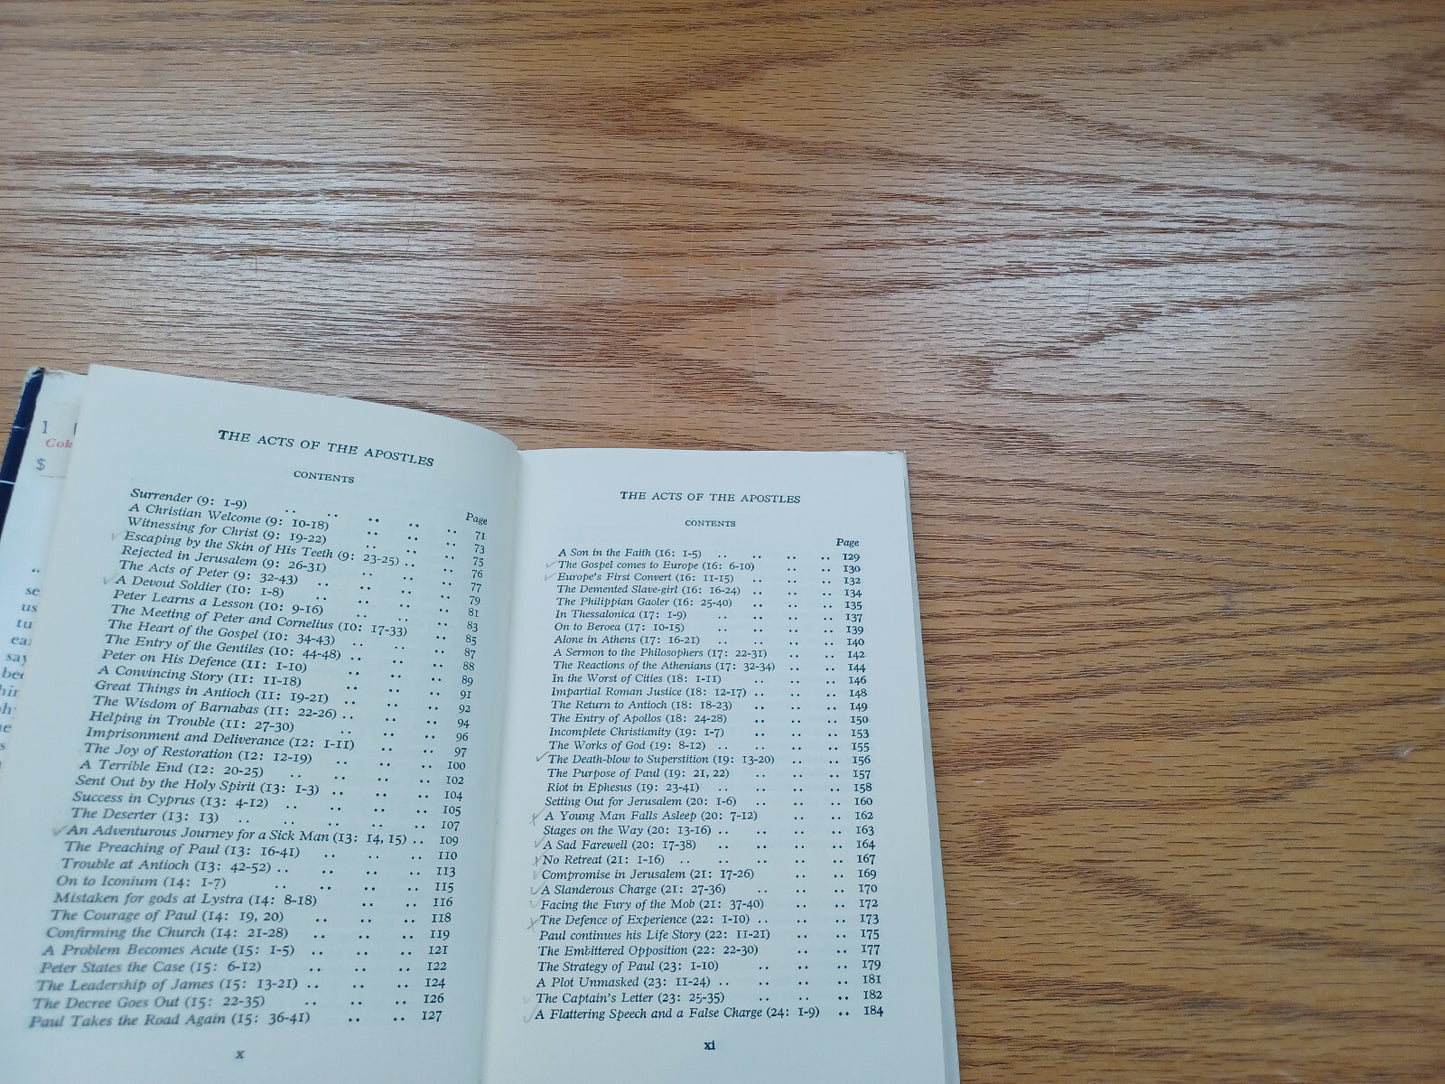 1
Cok
$
“
se
us
tu
ea
say
bec
hin
THE ACTS OF THE APOSTLES
CONTENTS
Page
Surrender (9: 1-9) .. .. .. .. .. 71
A Christian Welcome (9: 10-18) .. .. .. 73
Witnessing for Christ (9: 19-22) .. .. .. 75
Escaping by the Skin of His Teeth (9: 23-25) .. .. 76
Rejected in Jerusalem (9: 26-31) .. .. .. 77
The Acts of Peter (9: 32-43) .. .. .. 79
A Devout Soldier (10: 1-8) .. .. .. 81
Peter Learns a Lesson (10: 9-16) .. .. .. 83
The Meeting of Peter and Cornelius (10: 17-33) .. 85
The Heart of the Gospel (10: 34-43) .. .. 87
The Entry of the Gentiles (10: 44-48) .. .. .. 88
Peter on His Defence (11: 1-10) .. .. .. 89
A Convincing Story (11: 11-18) .. .. .. 91
Great Things in Antioch (11: 19-21) .. .. .. 92
The Wisdom of Barnabas (11: 22-26) .. .. .. 94
Helping in Trouble (11: 27-30) .. .. .. 96
Imprisonment and Deliverance (12: 1-11) .. .. 97
The Joy of Restoration (12: 12-19) .. .. .. 100
A Terrible End (12: 20-25) .. .. .. 102
Sent Out by the Holy Spirit (13: 1-3) .. .. .. 104
Success in Cyprus (13: 4-12) .. .. .. .. 105
The Deserter (13: 13) .. .. .. .. 107
An Adventurous Journey for a Sick Man (13: 14, 15) .. 109
The Preaching of Paul (13: 16-41) .. .. .. 110
Trouble at Antioch (13: 42-52) .. .. .. .. 113
On to Iconium (14: 1-7) .. .. .. 115
Mistaken for gods at Lystra (14: 8-18) .. .. 116
The Courage of Paul (14: 19, 20) .. .. .. 118
Confirming the Church (14: 21-28) .. .. .. 119
A Problem Becomes Acute (15: 1-5) .. .. .. 121
Peter States the Case (15: 6-12) .. .. .. 122
The Leadership of James (15: 13-21) .. .. .. 124
The Decree Goes Out (15: 22-35) .. .. .. 126
Paul Takes the Road Again (15: 36-41) .. .. 127
x
THE ACTS OF THE APOSTLES
CONTENTS
Page
A Son in the Faith (16: 1-5) .. .. .. .. 129
The Gospel comes to Europe (16: 6-10) .. .. 130
Europe's First Convert (16: 11-15) .. .. .. 132
The Demented Slave-girl (16: 16-24) .. .. .. 134
The Philippian Gaoler (16: 25-40) .. .. .. 135
In Thessalonica (17: 1-9) .. .. .. 137
On to Beroea (17: 10-15) .. .. .. 139
Alone in Athens (17: 16-21) .. .. .. 140
A Sermon to the Philosophers (17: 22-31) .. .. 142
The Reactions of the Athenians (17: 32-34) .. .. 144
In the Worst of Cities (18: 1-11) .. .. .. 146
Impartial Roman Justice (18: 12-17) .. .. .. 148
The Return to Antioch (18: 18-23) .. .. .. 149
The Entry of Apollos (18: 24-28) .. .. .. 150
Incomplete Christianity (19: 1-7) .. .. .. 153
The Works of God (19: 8-12) .. .. .. .. 155
The Death-blow to Superstition (19: 13-20) .. .. 156
The Purpose of Paul (19: 21, 22) .. .. .. 157
Riot in Ephesus (19: 23-41) .. .. .. 158
Setting Out for Jerusalem (20: 1-6) .. .. .. 160
A Young Man Falls Asleep (20: 7-12) .. .. 162
Stages on the Way (20: 13-16) .. .. .. .. 163
A Sad Farewell (20: 17-38) .. .. .. 164
No Retreat (21: 1-16) .. .. .. .. 167
Compromise in Jerusalem (21: 17-26) .. .. 169
A Slanderous Charge (21: 27-36) .. .. .. 170
Facing the Fury of the Mob (21: 37-40) .. .. 172
The Defence of Experience (22: 1-10) .. .. .. 173
Paul continues his Life Story (22: 11-21) .. .. 175
The Embittered Opposition (22: 22-30) .. .. 177
The Strategy of Paul (23: 1-10) .. .. .. 179
A Plot Unmasked (23: 11-24) .. .. .. .. 181
The Captain's Letter (23: 25-35) .. .. .. 182
A Flattering Speech and a False Charge (24: 1-9) .. 184
xi